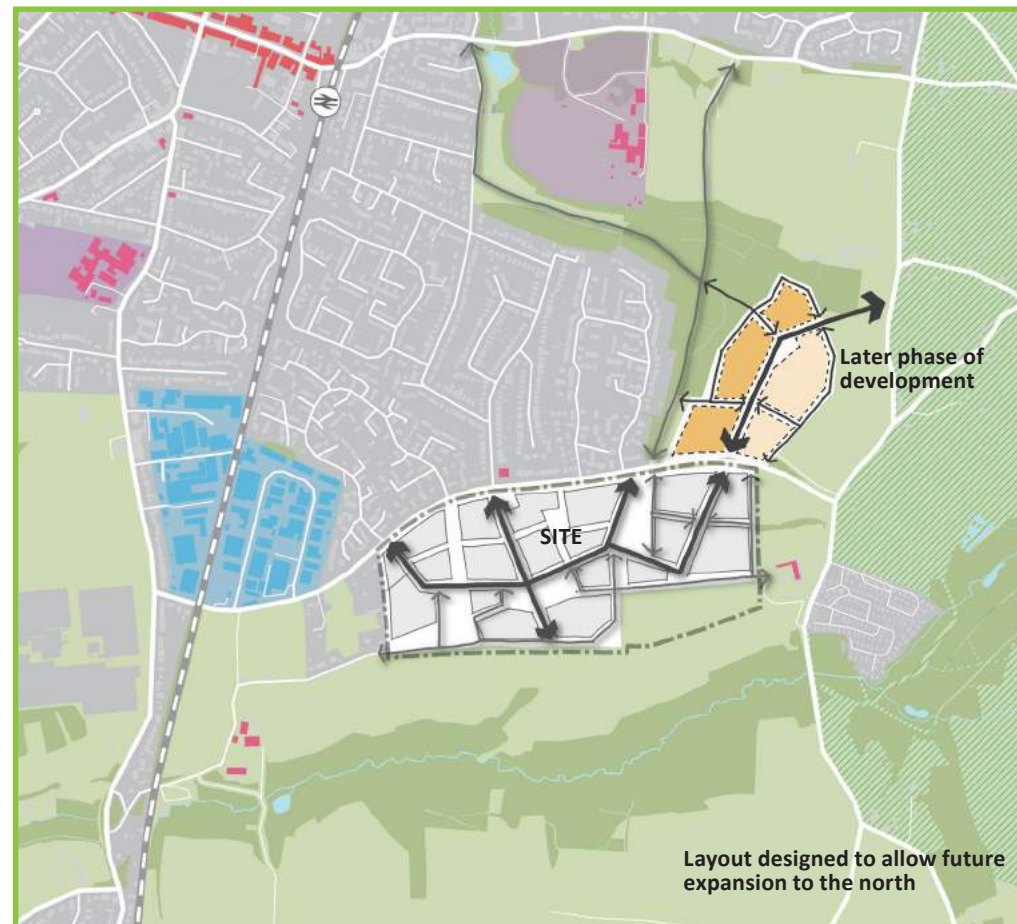 Later phase of
development
SITE
Layout designed to allow future
expansion to the north